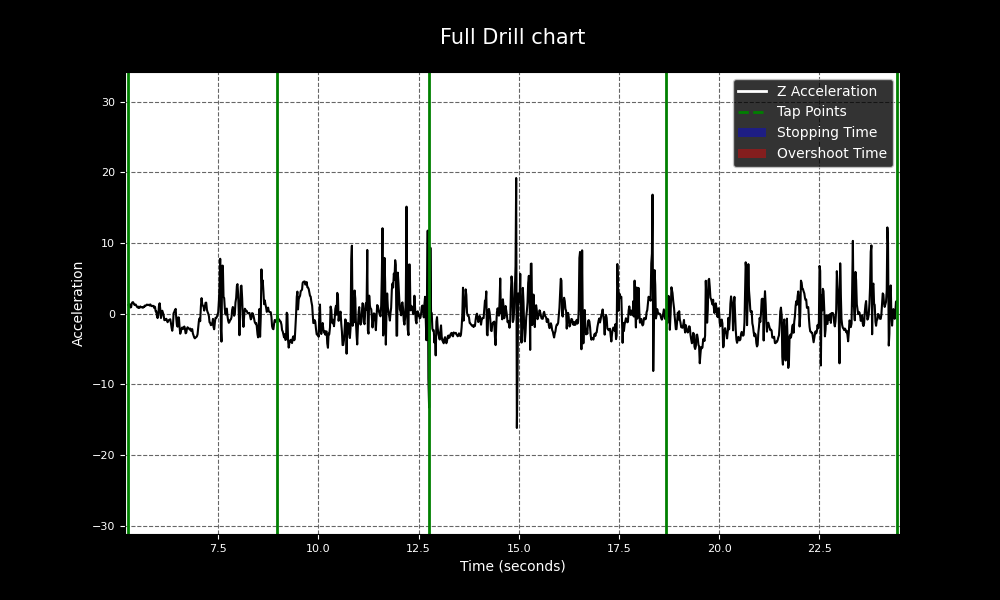 Full Drill chart
Z Acceleration
Tap Points
Stopping Time
Overshoot Time
Acceleration
30
20
10
0
−10
−20
−30
7.5 10.0 12.5 15.0 17.5 20.0 22.5
Time (seconds)